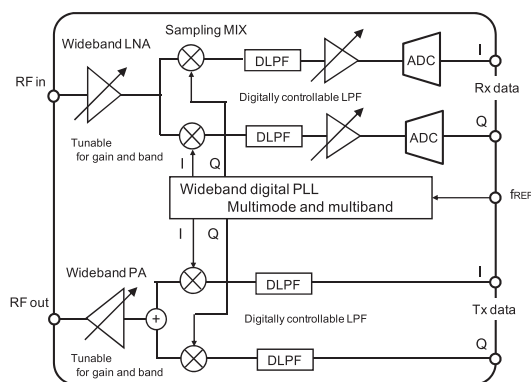 Sampling MIX
Wideband LNA
DLPF
ADC
I
RF in
Rx data
Digitally controllable LPF
Tunable
for gain and band
DLPF
ADC
Q
I Q
Wideband digital PLL
Multimode and multiband
fREF
I Q
Wideband PA
DLPF
I
RF out
+
Digitally controllable LPF
Tx data
Tunable
for gain and band
DLPF
Q